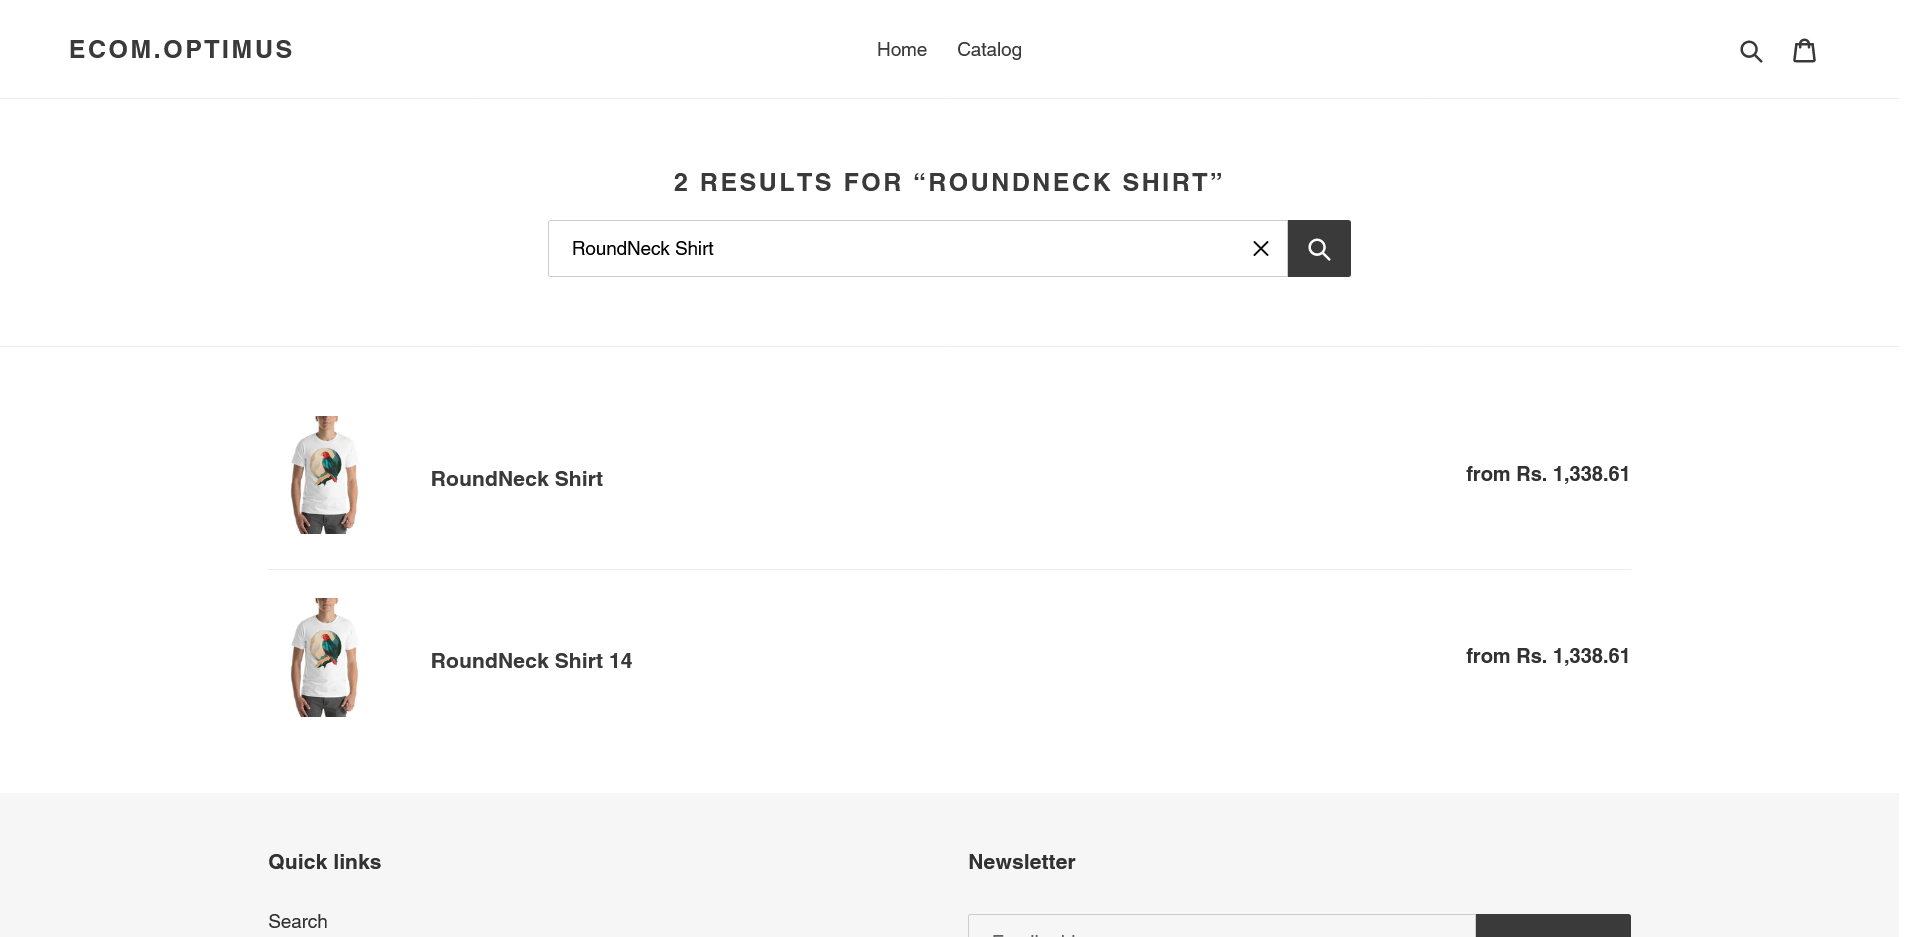 ECOM.OPTIMUS
Home
Catalog
2 RESULTS FOR “ROUNDNECK SHIRT”
RoundNeck Shirt
RoundNeck Shirt
from Rs. 1,338.61
RoundNeck Shirt 14
from Rs. 1,338.61
Quick links
Newsletter
Search